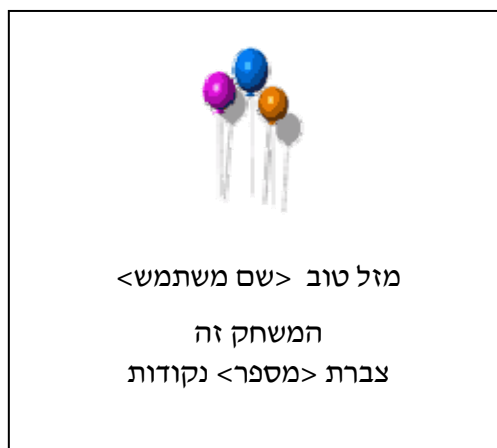 מזל טוב <שם משתמש>
המשחק זה
צברת <מספר> נקודות